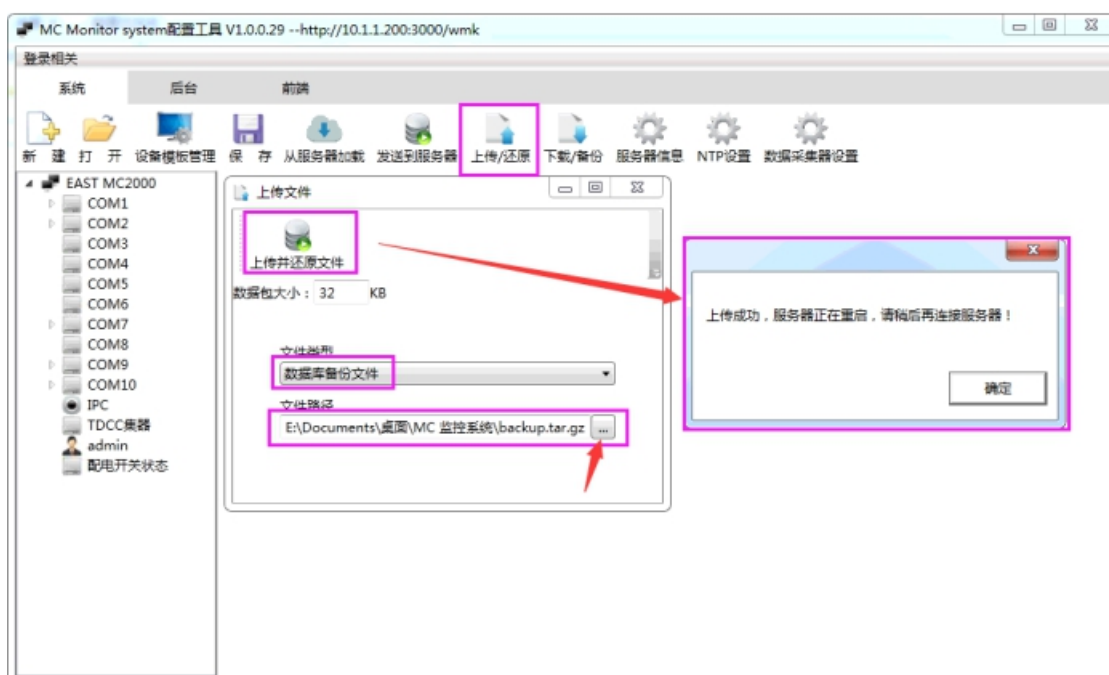 MC Monitor system配置工具 V1.0.0.29 --http://10.1.1.200:3000/wmk
登录相关
系统 后台 前端
新 建 打 开 设备模板管理 保 存 从服务器加载 发送到服务器 上传/还原 下载/备份 服务器信息 NTP设置 数据采集器设置
EAST MC2000
COM1
COM2
COM3
COM4
COM5
COM6
COM7
COM8
COM9
COM10
IPC
TDCC集器
admin
配电开关状态
上传文件
上传并还原文件
数据包大小： 32 KB
文件类型
数据库备份文件
文件路径
E:\Documents\桌面\MC 监控系统\backup.tar.gz ...
上传成功，服务器正在重启，请稍后再连接服务器！
确定